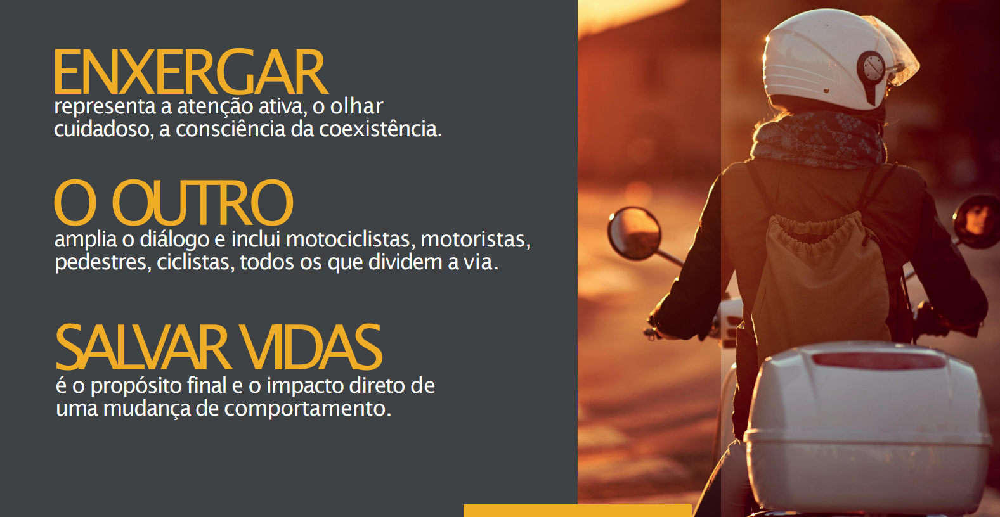 ENXERGAR
representa a atenção ativa, o olhar
cuidadoso, a consciência da coexistência.
O OUTRO
amplia o diálogo e inclui motociclistas, motoristas,
pedestres, ciclistas, todos os que dividem a via.
SALVAR VIDAS
é o propósito final e o impacto direto de
uma mudança de comportamento.